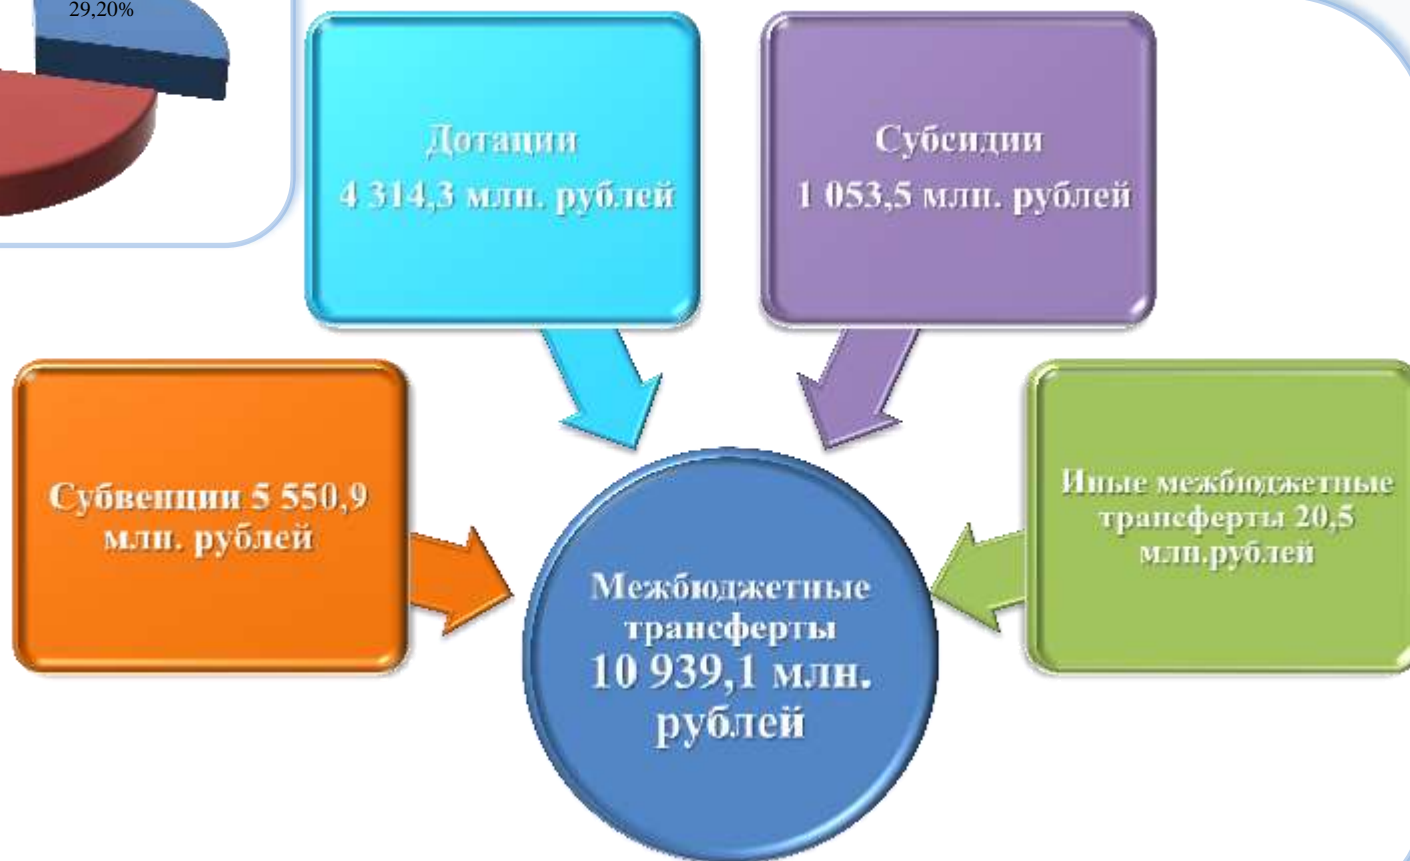 29,20%
Дотации
4 314,3 млн. рублей
Субсидии
1 053,5 млн. рублей
Субвенции 5 550,9
млн. рублей
Иные межбюджетные
трансферты 20,5
млн.рублей
Межбюджетные
трансферты
10 939,1 млн.
рублей